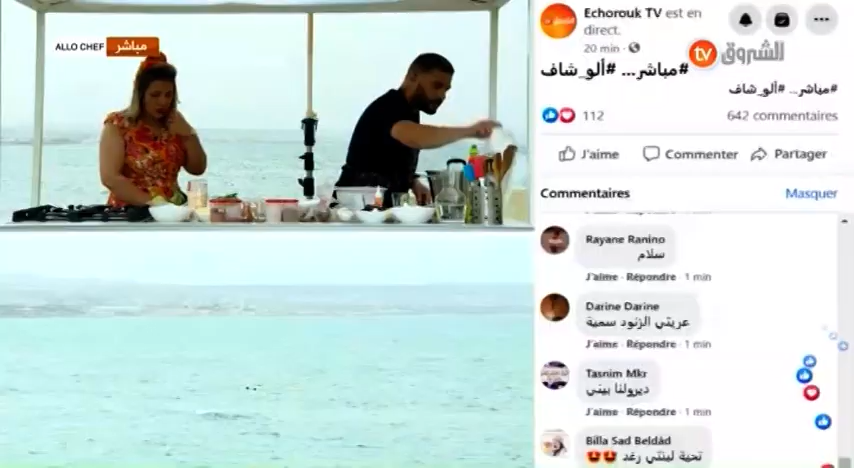 ALLO CHEF مباشر
Echorouk TV est en
direct.
20 min ·
tv الشروق
#مباشر... #ألو_شاف
#مباشر... #ألو_شاف
112
642 commentaires
J'aime
Commenter
Partager
Commentaires
Masquer
Rayane Ranino
سلام
J'aime · Répondre · 1 min
Darine Darine
عريتي الزنود سمية
J'aime · Répondre · 1 min
Tasnim Mkr
ديرولنا بيني
J'aime · Répondre · 1 min
Billa Sad Beldàd
تحية لبنتي رغد 😍😍